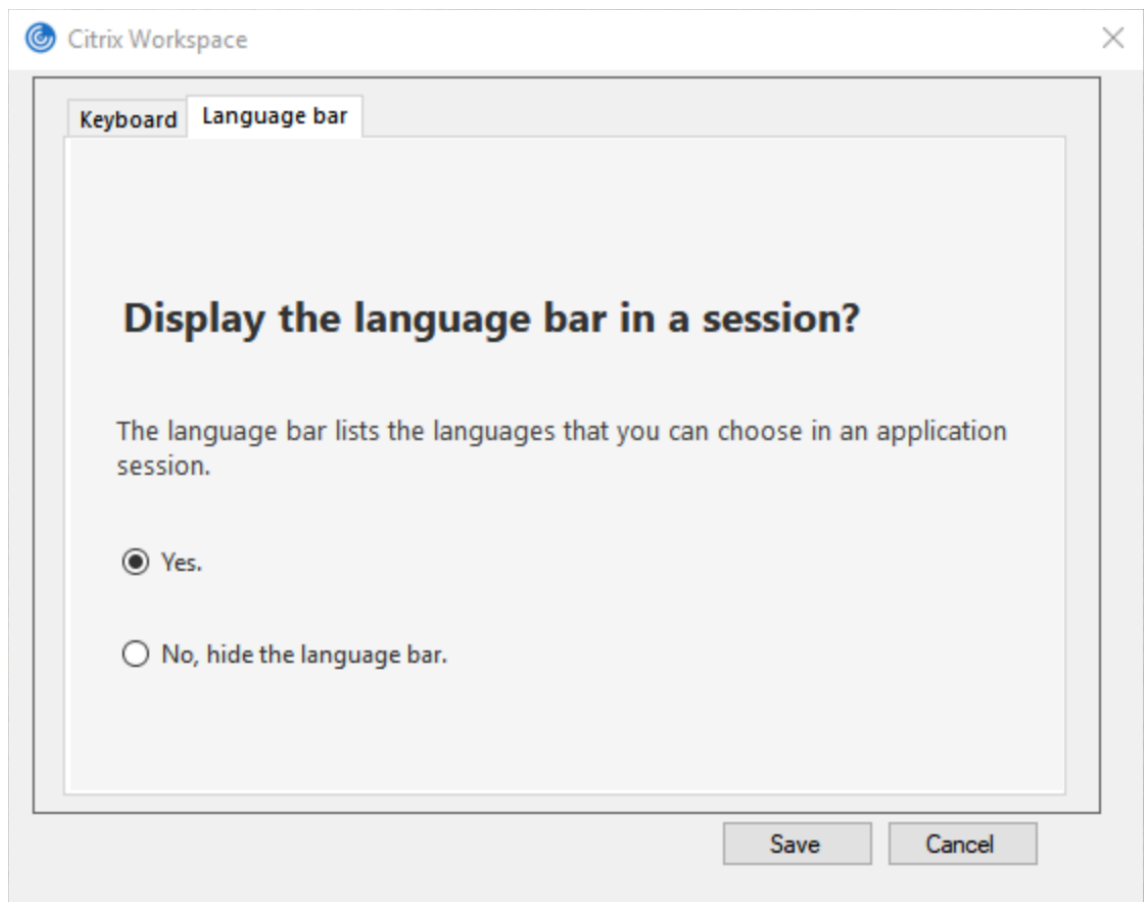 Citrix Workspace
Keyboard
Language bar
Display the language bar in a session?
The language bar lists the languages that you can choose in an application
session.
Yes.
No, hide the language bar.
Save
Cancel